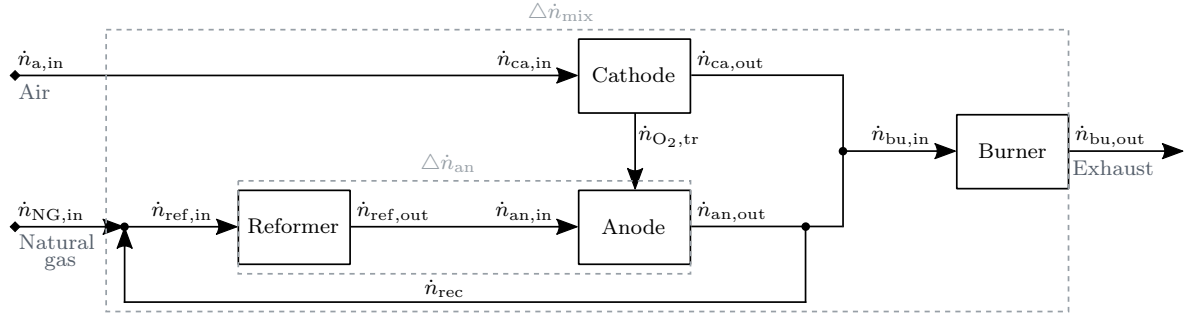 △ṅmix
ṅa,in
Air
ṅca,in
Cathode
ṅca,out
ṅO2,tr
ṅbu,in
Burner
ṅbu,out
Exhaust
△ṅan
ṅNG,in
Natural
gas
ṅref,in
Reformer
ṅref,out
ṅan,in
Anode
ṅan,out
ṅrec